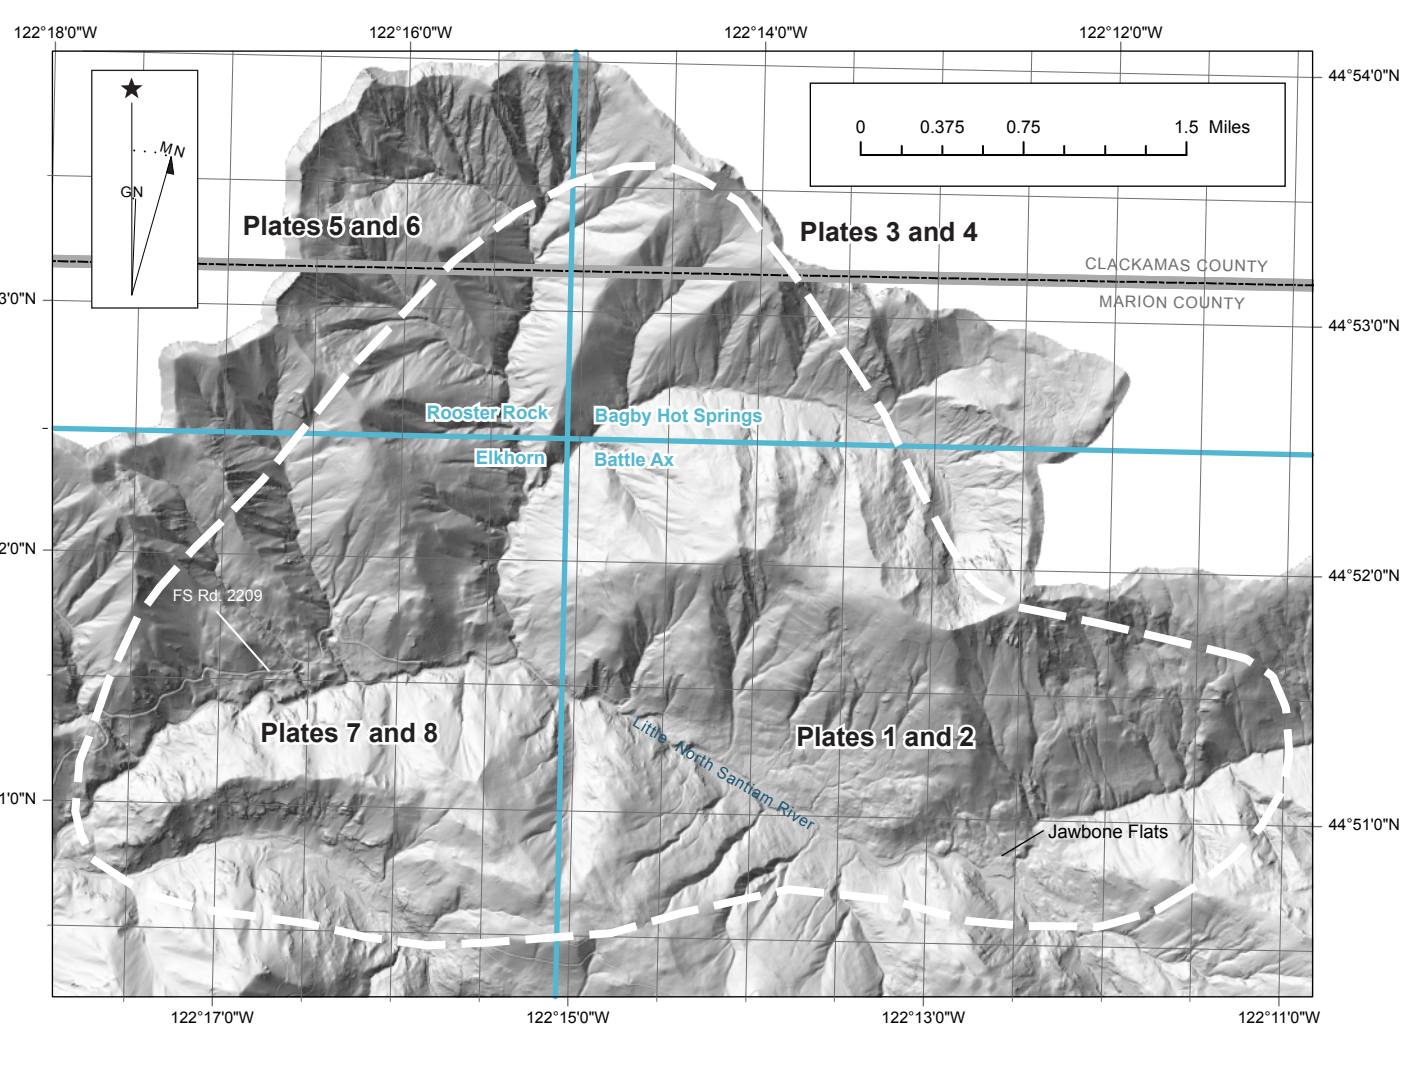 122°18'0"W 122°16'0"W 122°14'0"W 122°12'0"W
44°54'0"N
MN
GN
0 0.375 0.75 1.5 Miles
Plates 5 and 6
Plates 3 and 4
CLACKAMAS COUNTY
MARION COUNTY
3'0"N
44°53'0"N
Rooster Rock
Bagby Hot Springs
Elkhorn
Battle Ax
2'0"N
44°52'0"N
FS Rd. 2209
Plates 7 and 8
Plates 1 and 2
Little North Santiam River
1'0"N
44°51'0"N
Jawbone Flats
122°17'0"W 122°15'0"W 122°13'0"W 122°11'0"W